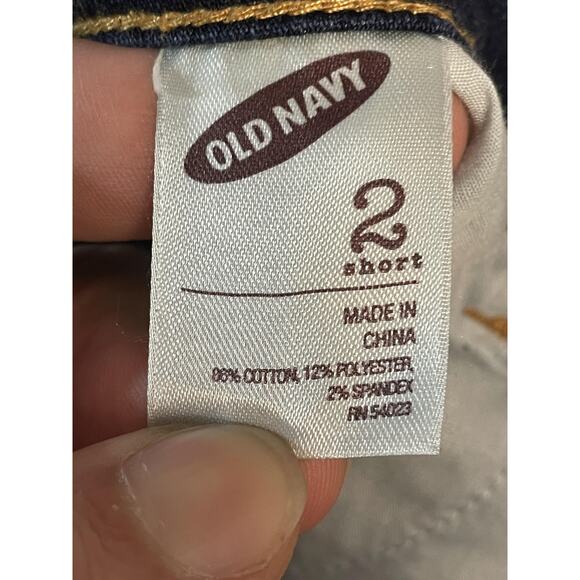 OLD NAVY
2
short
MADE IN
CHINA
86% COTTON, 12% POLYESTER,
2% SPANDEX
RN 54023